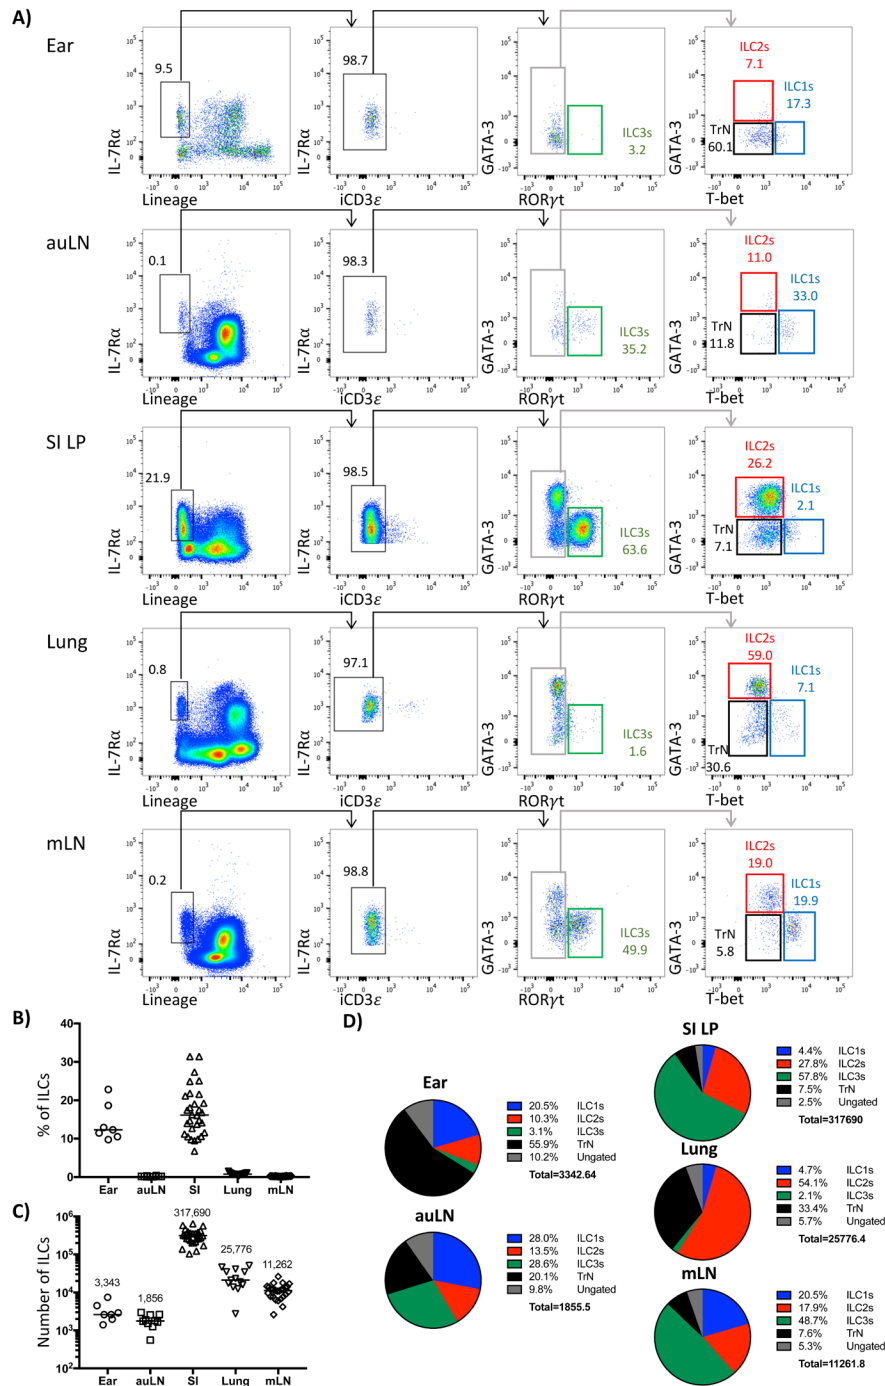 A)
Ear
9.5
98.7
ILC3s
3.2
ILC2s
7.1
ILC1s
17.3
TrN
60.1
IL-7Rα
Lineage
IL-7Rα
iCD3ε
GATA-3
RORγt
GATA-3
T-bet
auLN
0.1
98.3
ILC3s
35.2
ILC2s
11.0
ILC1s
33.0
TrN
11.8
IL-7Rα
Lineage
IL-7Rα
iCD3ε
GATA-3
RORγt
GATA-3
T-bet
SI LP
21.9
98.5
ILC3s
63.6
ILC2s
26.2
ILC1s
2.1
TrN
7.1
IL-7Rα
Lineage
IL-7Rα
iCD3ε
GATA-3
RORγt
GATA-3
T-bet
Lung
0.8
97.1
ILC3s
1.6
ILC2s
59.0
ILC1s
7.1
TrN
30.6
IL-7Rα
Lineage
IL-7Rα
iCD3ε
GATA-3
RORγt
GATA-3
T-bet
mLN
0.2
98.8
ILC3s
49.9
ILC2s
19.0
ILC1s
19.9
TrN
5.8
IL-7Rα
Lineage
IL-7Rα
iCD3ε
GATA-3
RORγt
GATA-3
T-bet
B)
% of ILCs
40
30
20
10
0
Ear auLN SI Lung mLN
C)
Number of ILCs
10⁶
10⁵
10⁴
10³
10²
3,343
1,856
317,690
25,776
11,262
Ear auLN SI Lung mLN
D)
Ear
20.5% ILC1s
10.3% ILC2s
3.1% ILC3s
55.9% TrN
10.2% Ungated
Total=3342.64
auLN
28.0% ILC1s
13.5% ILC2s
28.6% ILC3s
20.1% TrN
9.8% Ungated
Total=1855.5
SI LP
4.4% ILC1s
27.8% ILC2s
57.8% ILC3s
7.5% TrN
2.5% Ungated
Total=317690
Lung
4.7% ILC1s
54.1% ILC2s
2.1% ILC3s
33.4% TrN
5.7% Ungated
Total=25776.4
mLN
20.5% ILC1s
17.9% ILC2s
48.7% ILC3s
7.6% TrN
5.3% Ungated
Total=11261.8